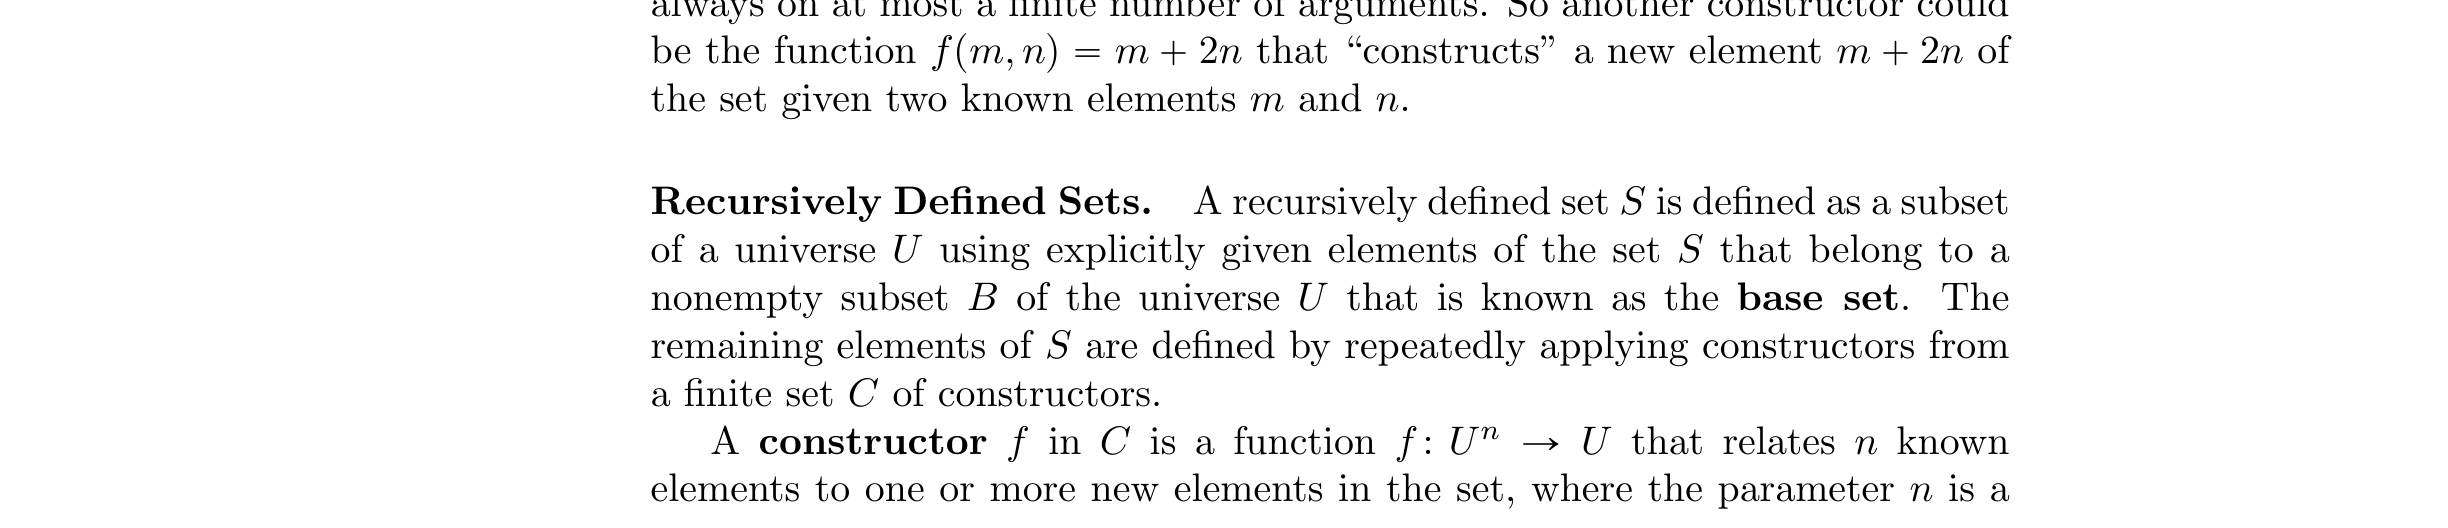 always on at most a finite number of arguments. So another constructor could
be the function f(m, n) = m + 2n that “constructs” a new element m + 2n of
the set given two known elements m and n.
Recursively Defined Sets. A recursively defined set S is defined as a subset
of a universe U using explicitly given elements of the set S that belong to a
nonempty subset B of the universe U that is known as the base set. The
remaining elements of S are defined by repeatedly applying constructors from
a finite set C of constructors.
A constructor f in C is a function f: Uⁿ → U that relates n known
elements to one or more new elements in the set, where the parameter n is a